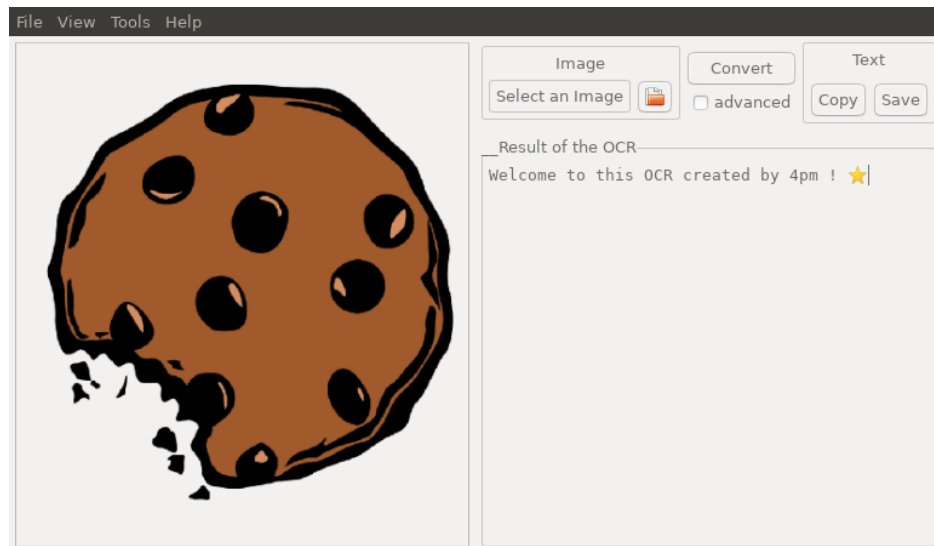 File View Tools Help
Image
Select an Image
Convert
advanced
Text
Copy Save
__Result of the OCR
Welcome to this OCR created by 4pm ! ⭐